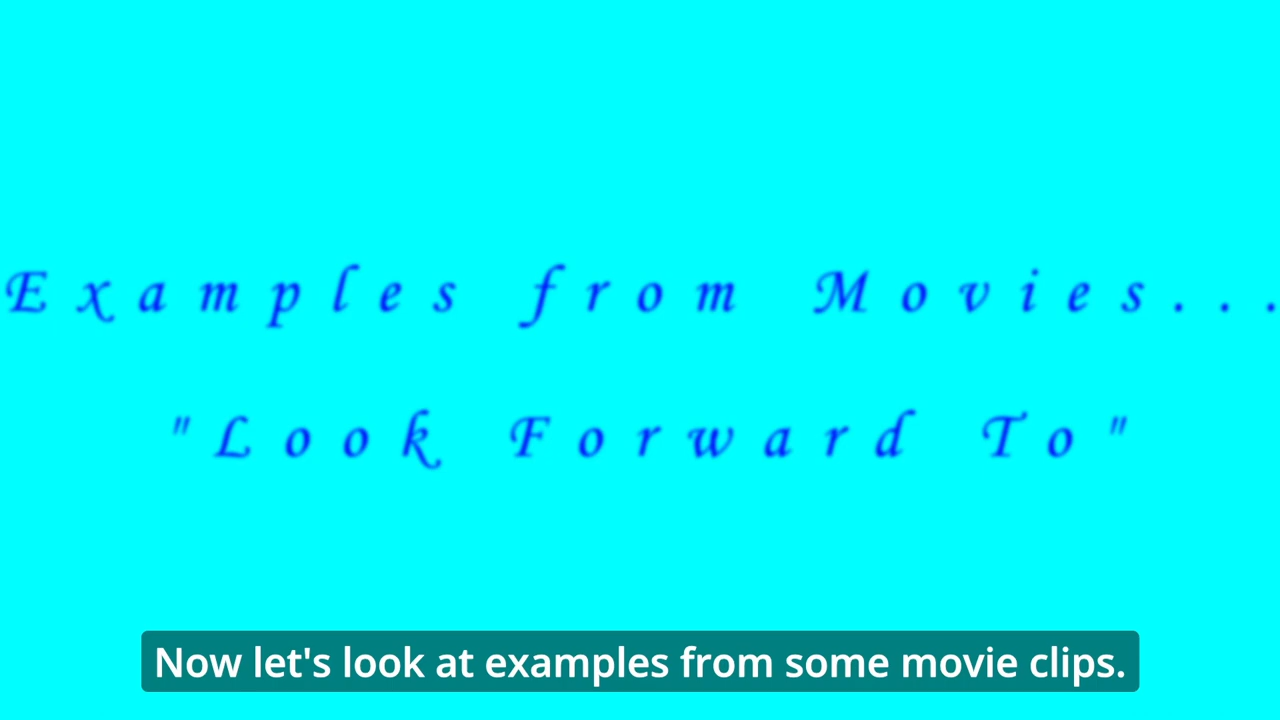 Examples from Movies...
"Look Forward To"
Now let's look at examples from some movie clips.